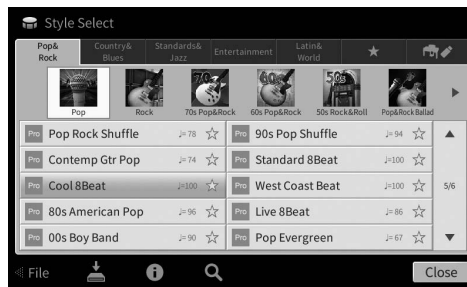 Style Select
Pop& Rock
Country& Blues
Standards& Jazz
Entertainment
Latin& World
Pop
Rock
70s Pop&Rock
60s Pop&Rock
50s Rock&Roll
Pop&Rock Ballad
Pro Pop Rock Shuffle ♩= 78
Pro 90s Pop Shuffle ♩= 94
Pro Contemp Gtr Pop ♩= 74
Pro Standard 8Beat ♩=100
Pro Cool 8Beat ♩=100
Pro West Coast Beat ♩=100
5/6
Pro 80s American Pop ♩= 96
Pro Live 8Beat ♩= 86
Pro 00s Boy Band ♩= 90
Pro Pop Evergreen ♩= 67
File
Close